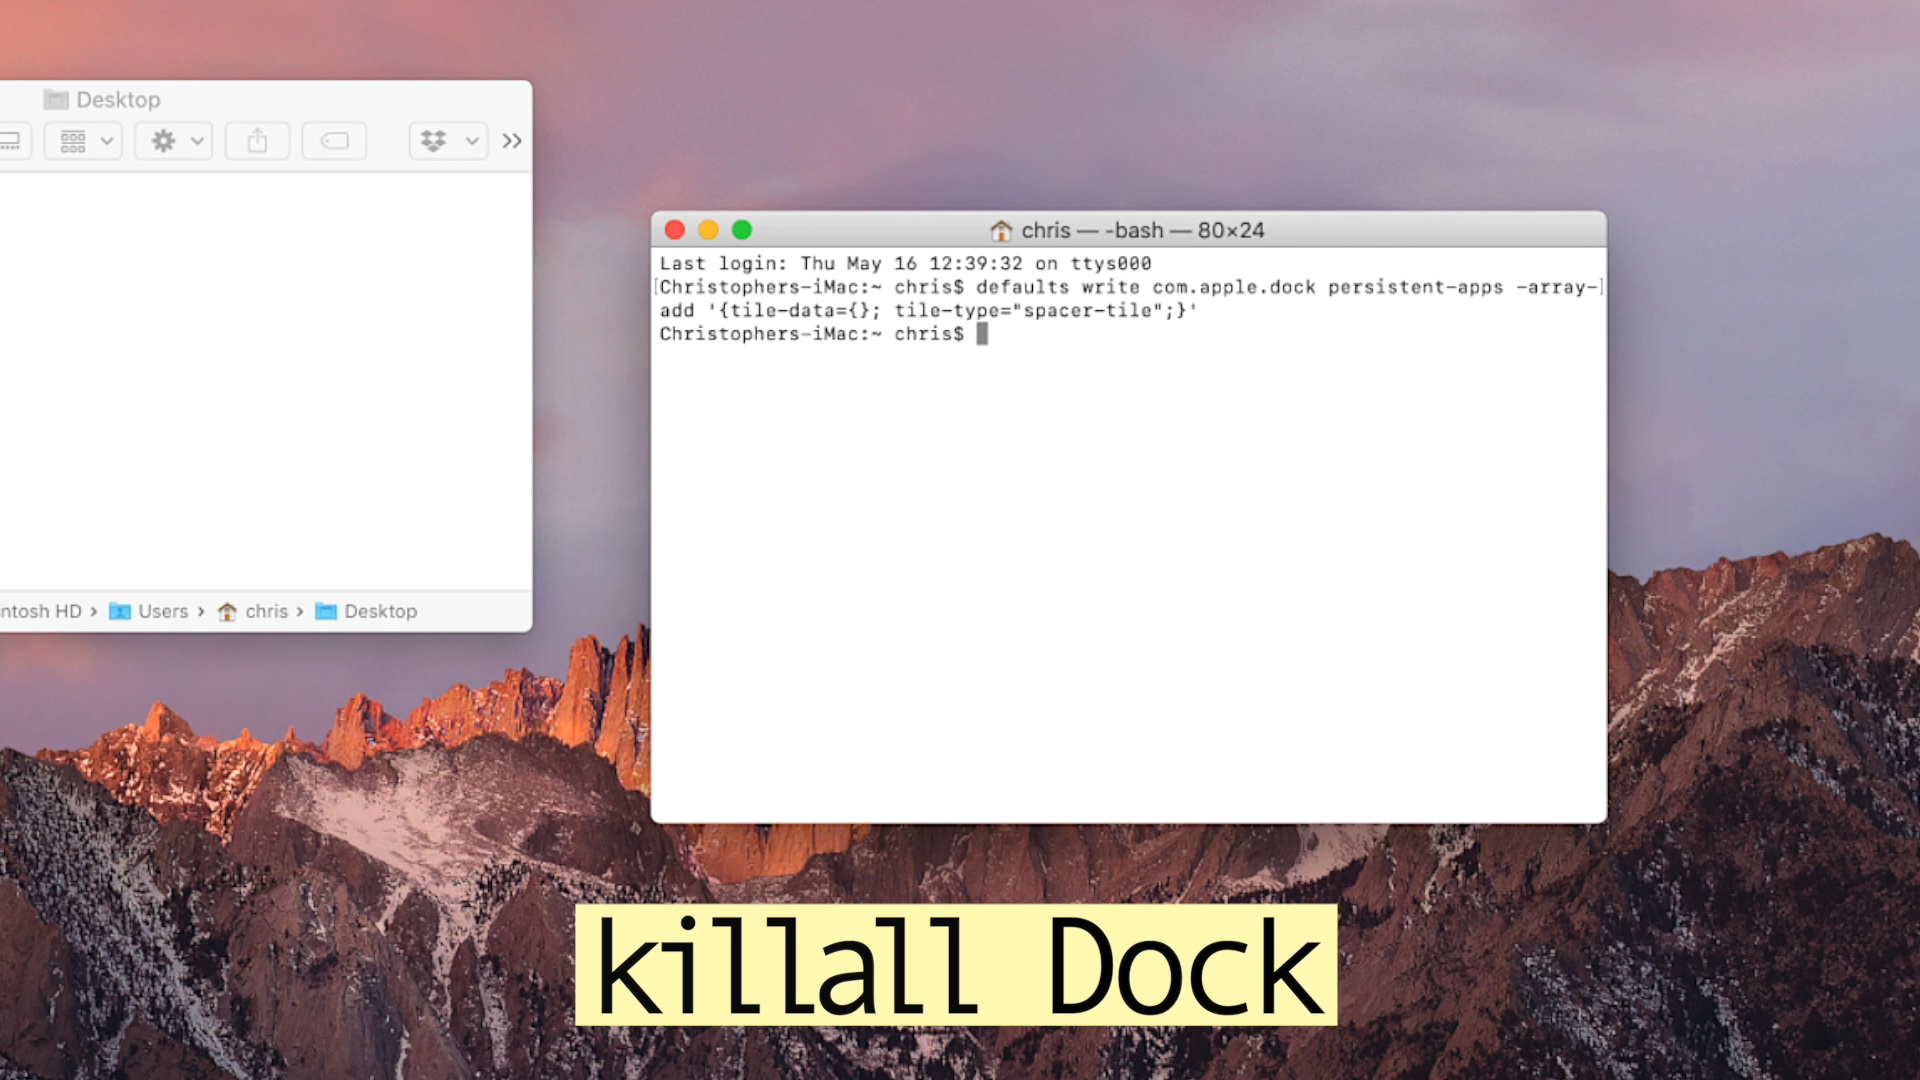 Desktop
chris — -bash — 80×24
Last login: Thu May 16 12:39:32 on ttys000
[Christophers-iMac:~ chris$ defaults write com.apple.dock persistent-apps -array-]
add '{tile-data={}; tile-type="spacer-tile";}'
Christophers-iMac:~ chris$
ntosh HD › Users › chris › Desktop
killall Dock